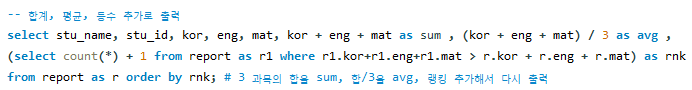 -- 합계, 평균, 등수 추가로 출력
select stu_name, stu_id, kor, eng, mat, kor + eng + mat as sum , (kor + eng + mat) / 3 as avg ,
(select count(*) + 1 from report as r1 where r1.kor+r1.eng+r1.mat > r.kor + r.eng + r.mat) as rnk
from report as r order by rnk; # 3 과목의 합을 sum, 합/3을 avg, 랭킹 추가해서 다시 출력